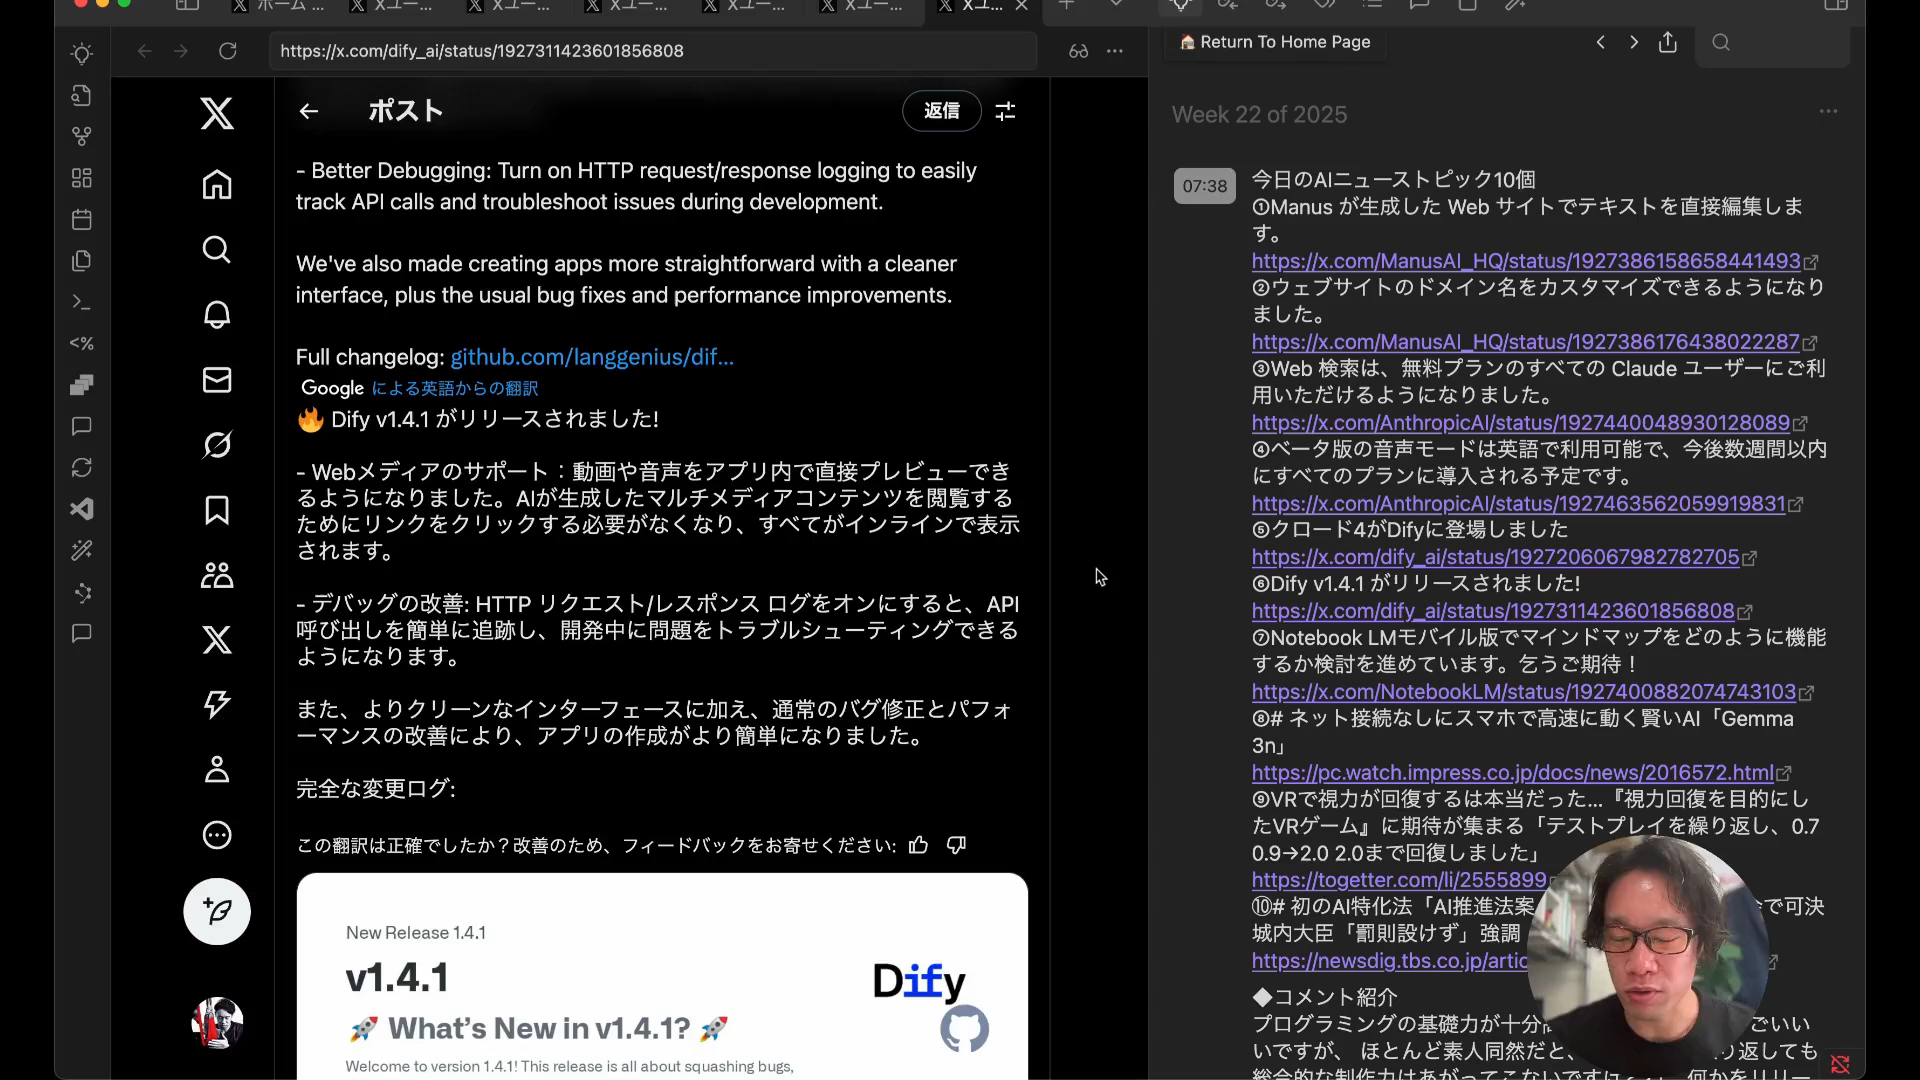 ホーム ...
Xユー...
Xユー...
Xユー...
Xユー...
Xユー...
Xユ...
https://x.com/dify_ai/status/1927311423601856808
ポスト
返信
- Better Debugging: Turn on HTTP request/response logging to easily
track API calls and troubleshoot issues during development.
We've also made creating apps more straightforward with a cleaner
interface, plus the usual bug fixes and performance improvements.
Full changelog: github.com/langgenius/dif...
Google による英語からの翻訳
🔥 Dify v1.4.1 がリリースされました!
- Webメディアのサポート：動画や音声をアプリ内で直接プレビューでき
るようになりました。AIが生成したマルチメディアコンテンツを閲覧する
ためにリンクをクリックする必要がなくなり、すべてがインラインで表示
されます。
- デバッグの改善: HTTP リクエスト/レスポンス ログをオンにすると、API
呼び出しを簡単に追跡し、開発中に問題をトラブルシューティングできる
ようになります。
また、よりクリーンなインターフェースに加え、通常のバグ修正とパフォ
ーマンスの改善により、アプリの作成がより簡単になりました。
完全な変更ログ:
この翻訳は正確でしたか？改善のため、フィードバックをお寄せください:
New Release 1.4.1
v1.4.1
Dify
🚀 What's New in v1.4.1? 🚀
Welcome to version 1.4.1! This release is all about squashing bugs,
🏠 Return To Home Page
Week 22 of 2025
07:38
今日のAIニューストピック10個
①Manus が生成した Web サイトでテキストを直接編集しま
す。
https://x.com/ManusAI_HQ/status/1927386158658441493
②ウェブサイトのドメイン名をカスタマイズできるようになり
ました。
https://x.com/ManusAI_HQ/status/1927386176438022287
③Web 検索は、無料プランのすべての Claude ユーザーにご利
用いただけるようになりました。
https://x.com/AnthropicAI/status/1927440048930128089
④ベータ版の音声モードは英語で利用可能で、今後数週間以内
にすべてのプランに導入される予定です。
https://x.com/AnthropicAI/status/1927463562059919831
⑤クロード4がDifyに登場しました
https://x.com/dify_ai/status/1927206067982782705
⑥Dify v1.4.1 がリリースされました!
https://x.com/dify_ai/status/1927311423601856808
⑦Notebook LMモバイル版でマインドマップをどのように機能
するか検討を進めています。乞うご期待！
https://x.com/NotebookLM/status/1927400882074743103
⑧# ネット接続なしにスマホで高速に動く賢いAI「Gemma
3n」
https://pc.watch.impress.co.jp/docs/news/2016572.html
⑨VRで視力が回復するは本当だった…『視力回復を目的にし
たVRゲーム』に期待が集まる「テストプレイを繰り返し、0.7
0.9→2.0 2.0まで回復しました」
https://togetter.com/li/2555899
⑩# 初のAI特化法「AI推進法案 で可決
城内大臣「罰則設けず」強調
https://newsdig.tbs.co.jp/artic
◆コメント紹介
プログラミングの基礎力が十分 ごいい
いですが、 ほとんど素人同然だと、 り返しても